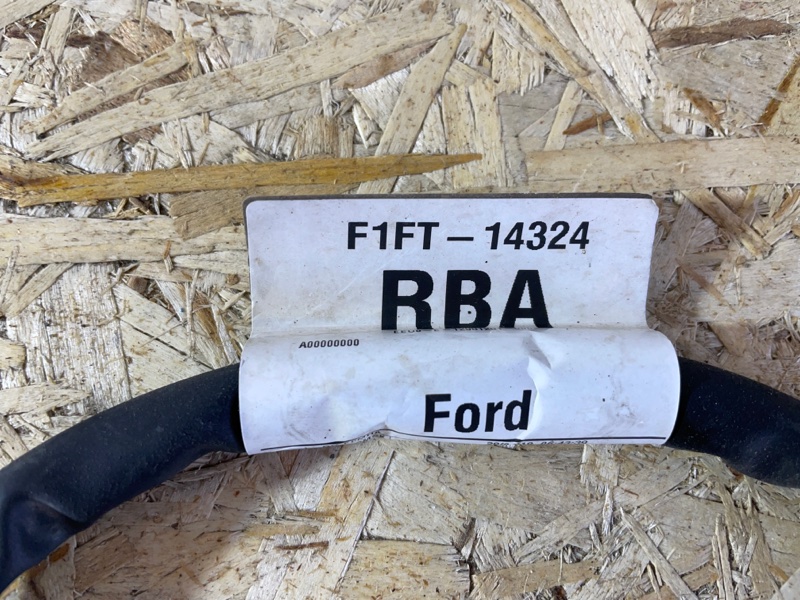 F1FT – 14324
RBA
A00000000
Ford